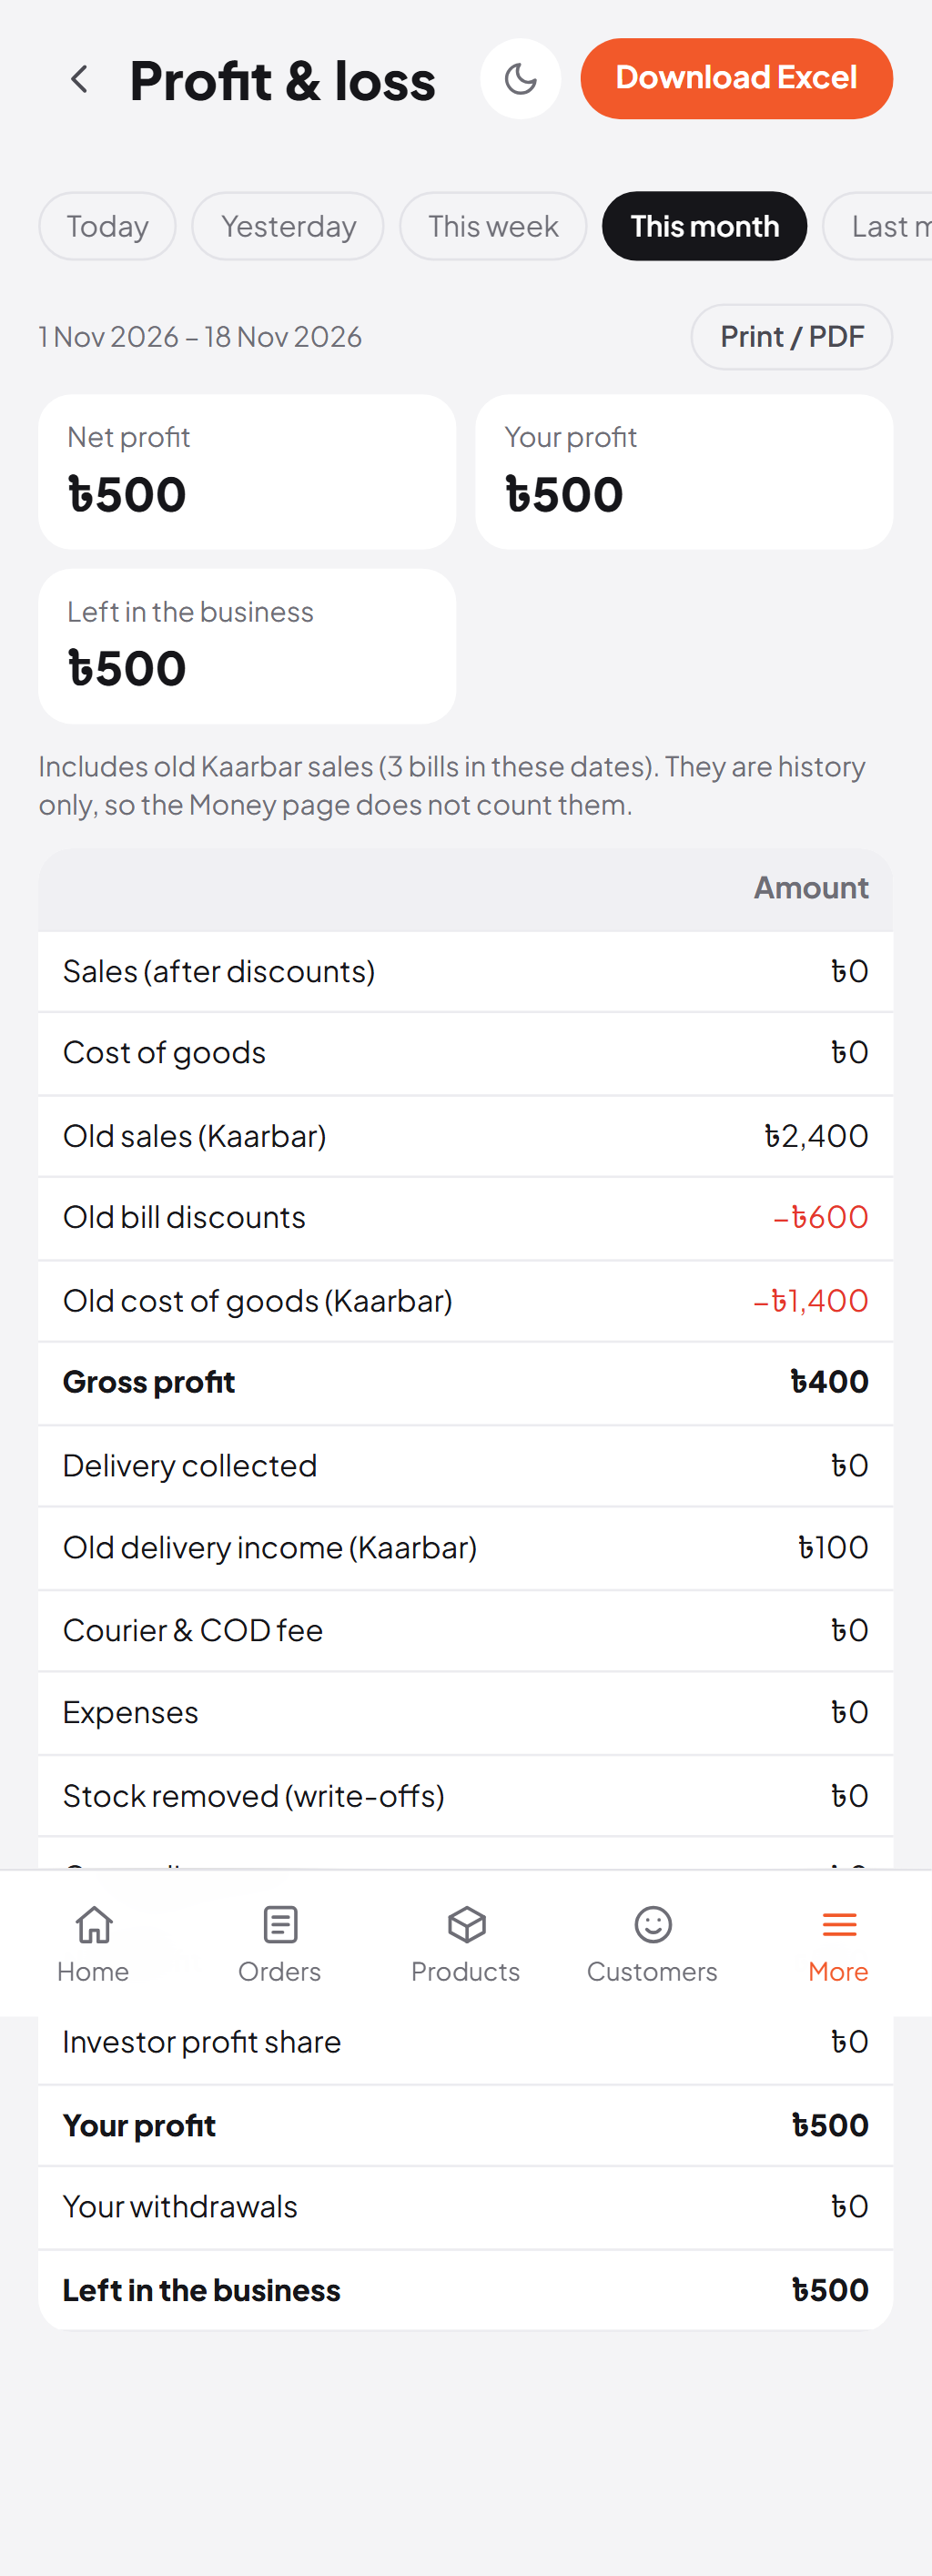 Profit & loss
Download Excel
Today
Yesterday
This week
This month
Last m
1 Nov 2026 – 18 Nov 2026
Print / PDF
Net profit
৳500
Your profit
৳500
Left in the business
৳500
Includes old Kaarbar sales (3 bills in these dates). They are history
only, so the Money page does not count them.
Amount
Sales (after discounts) ৳0
Cost of goods ৳0
Old sales (Kaarbar) ৳2,400
Old bill discounts –৳600
Old cost of goods (Kaarbar) –৳1,400
Gross profit ৳400
Delivery collected ৳0
Old delivery income (Kaarbar) ৳100
Courier & COD fee ৳0
Expenses ৳0
Stock removed (write-offs) ৳0
Home
Orders
Products
Customers
More
Investor profit share ৳0
Your profit ৳500
Your withdrawals ৳0
Left in the business ৳500